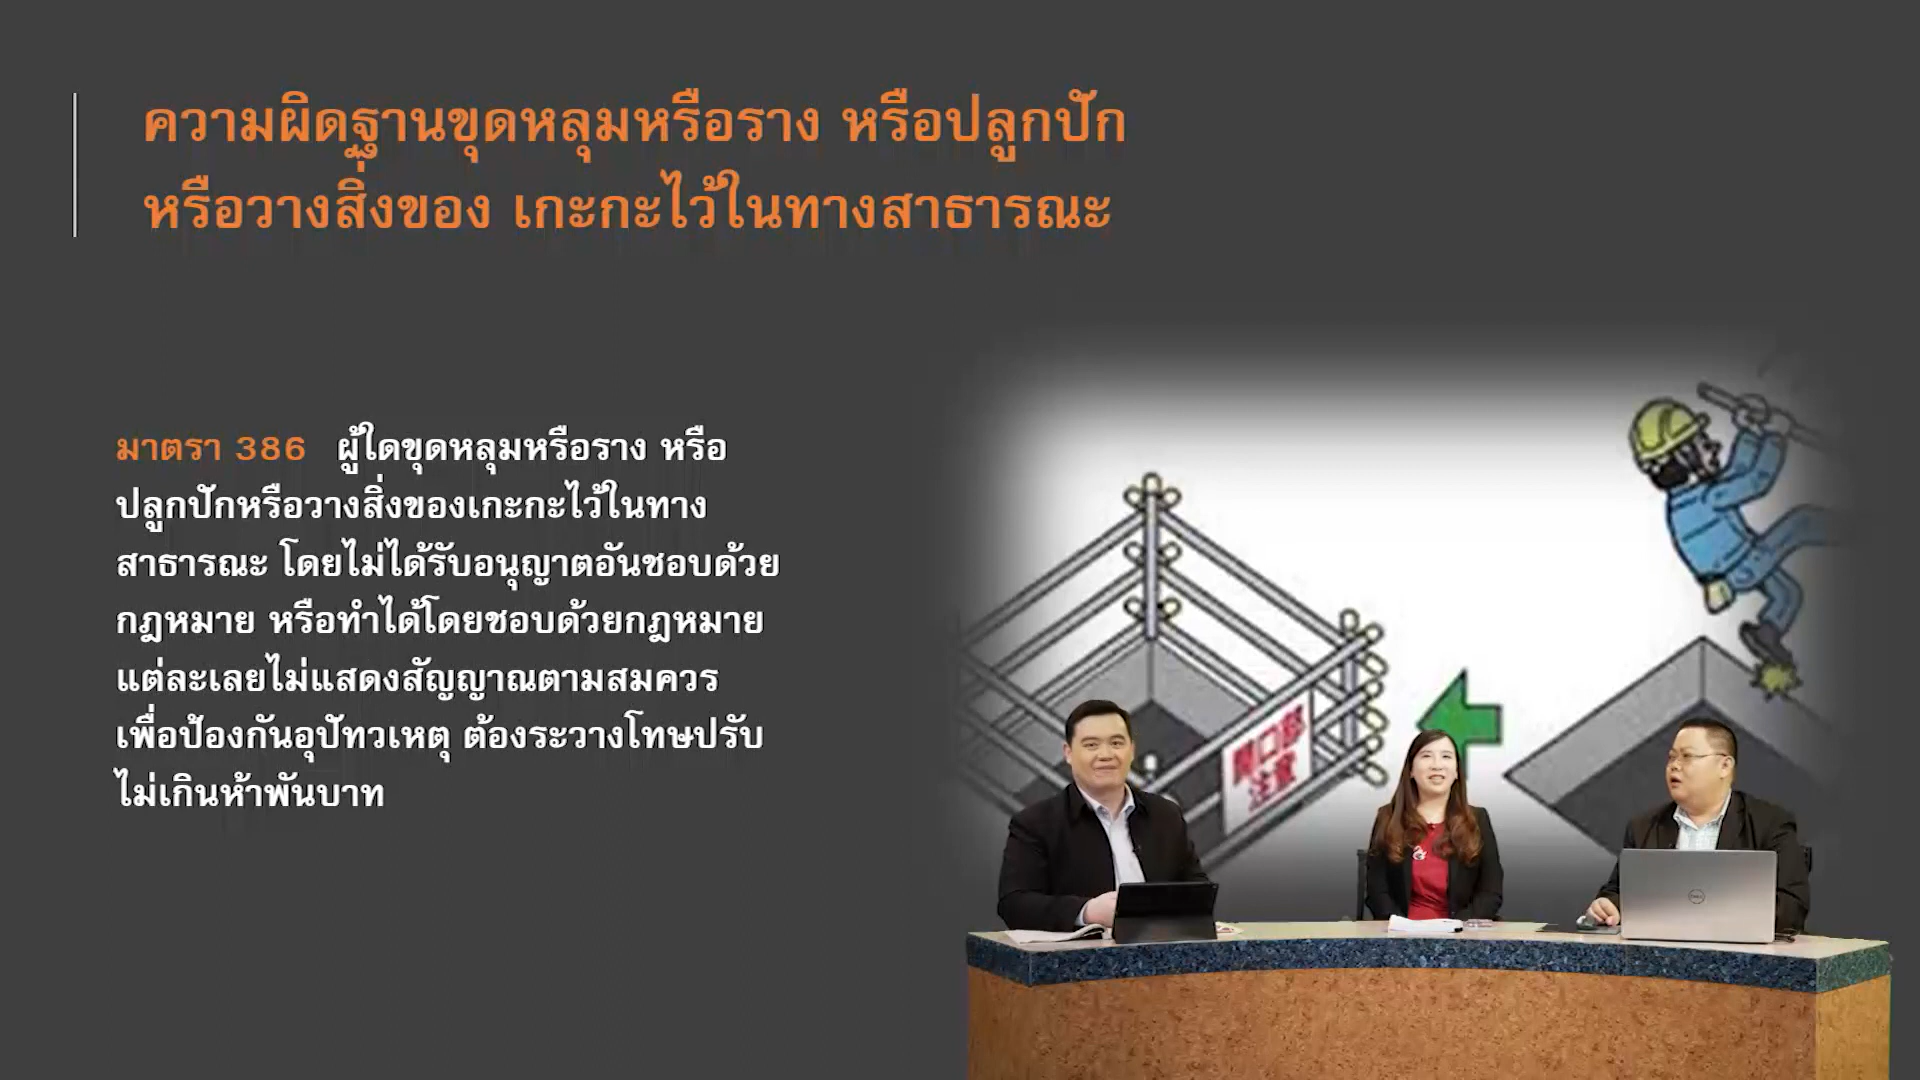 ความผิดฐานขุดหลุมหรือราง หรือปลูกปัก
หรือวางสิ่งของ เกะกะไว้ในทางสาธารณะ
มาตรา 386 ผู้ใดขุดหลุมหรือราง หรือ
ปลูกปักหรือวางสิ่งของเกะกะไว้ในทาง
สาธารณะ โดยไม่ได้รับอนุญาตอันชอบด้วย
กฎหมาย หรือทำได้โดยชอบด้วยกฎหมาย
แต่ละเลยไม่แสดงสัญญาณตามสมควร
เพื่อป้องกันอุปัทวเหตุ ต้องระวางโทษปรับ
ไม่เกินห้าพันบาท
開口部
注意
DELL